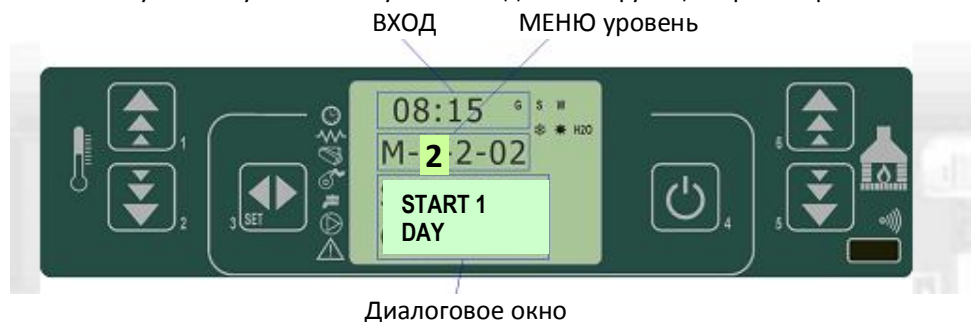 ВХОД МЕНЮ уровень
08:15 G S W
H2O
M- 2 2-02
START 1
DAY
1
2
3 SET
4
5
6
Диалоговое окно